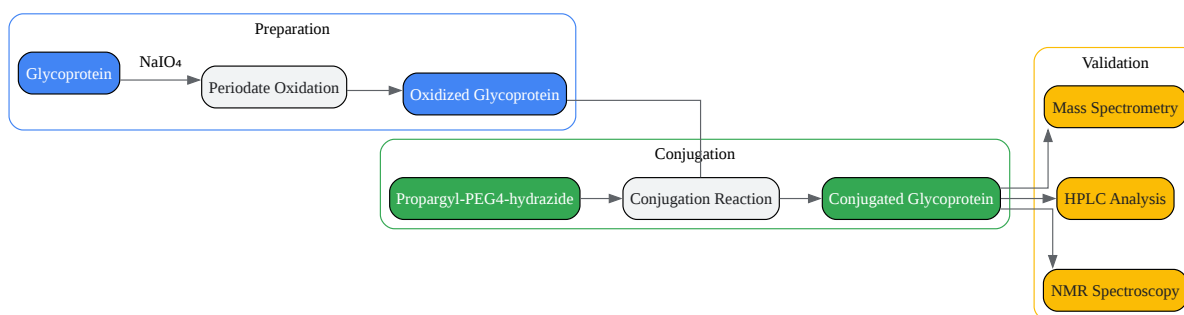 Preparation
Glycoprotein
NaIO₄
Periodate Oxidation
Oxidized Glycoprotein
Conjugation
Propargyl-PEG4-hydrazide
Conjugation Reaction
Conjugated Glycoprotein
Validation
Mass Spectrometry
HPLC Analysis
NMR Spectroscopy